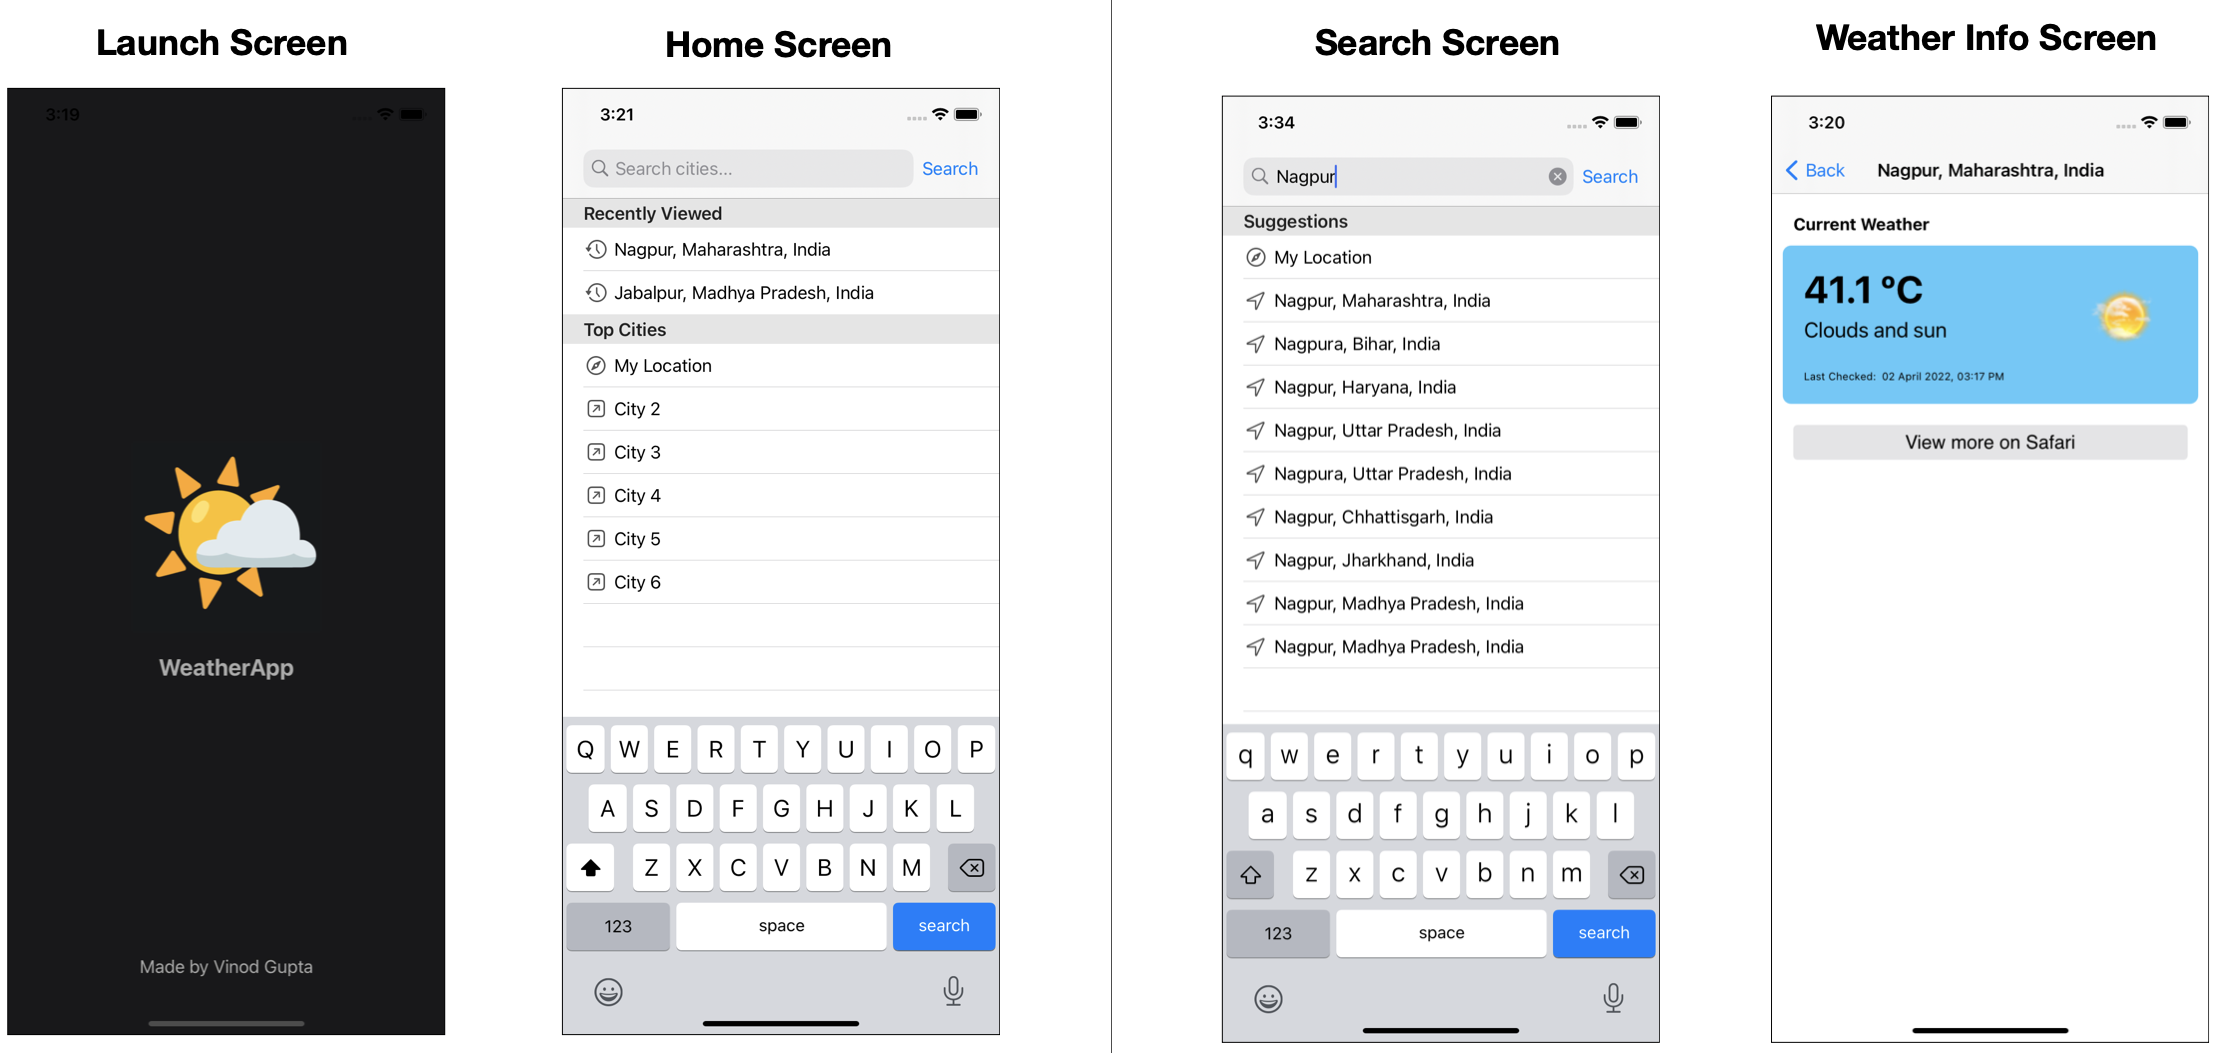 Launch Screen
3:19
WeatherApp
Made by Vinod Gupta
Home Screen
3:21
Search cities...
Search
Recently Viewed
Nagpur, Maharashtra, India
Jabalpur, Madhya Pradesh, India
Top Cities
My Location
City 2
City 3
City 4
City 5
City 6
Q W E R T Y U I O P
A S D F G H J K L
Z X C V B N M
123 space search
Search Screen
3:34
Nagpur
Search
Suggestions
My Location
Nagpur, Maharashtra, India
Nagpura, Bihar, India
Nagpur, Haryana, India
Nagpur, Uttar Pradesh, India
Nagpura, Uttar Pradesh, India
Nagpur, Chhattisgarh, India
Nagpur, Jharkhand, India
Nagpur, Madhya Pradesh, India
Nagpur, Madhya Pradesh, India
q w e r t y u i o p
a s d f g h j k l
z x c v b n m
123 space search
Weather Info Screen
3:20
Back
Nagpur, Maharashtra, India
Current Weather
41.1 °C
Clouds and sun
Last Checked: 02 April 2022, 03:17 PM
View more on Safari